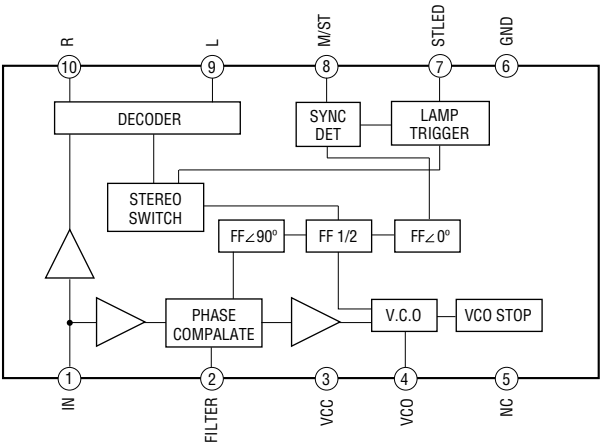 R
L
M/ST
STLED
GND
10
9
8
7
6
DECODER
SYNC
DET
LAMP
TRIGGER
STEREO
SWITCH
FF∠90º
FF 1/2
FF∠0º
PHASE
COMPALATE
V.C.O
VCO STOP
1
2
3
4
5
IN
FILTER
VCC
VCO
NC